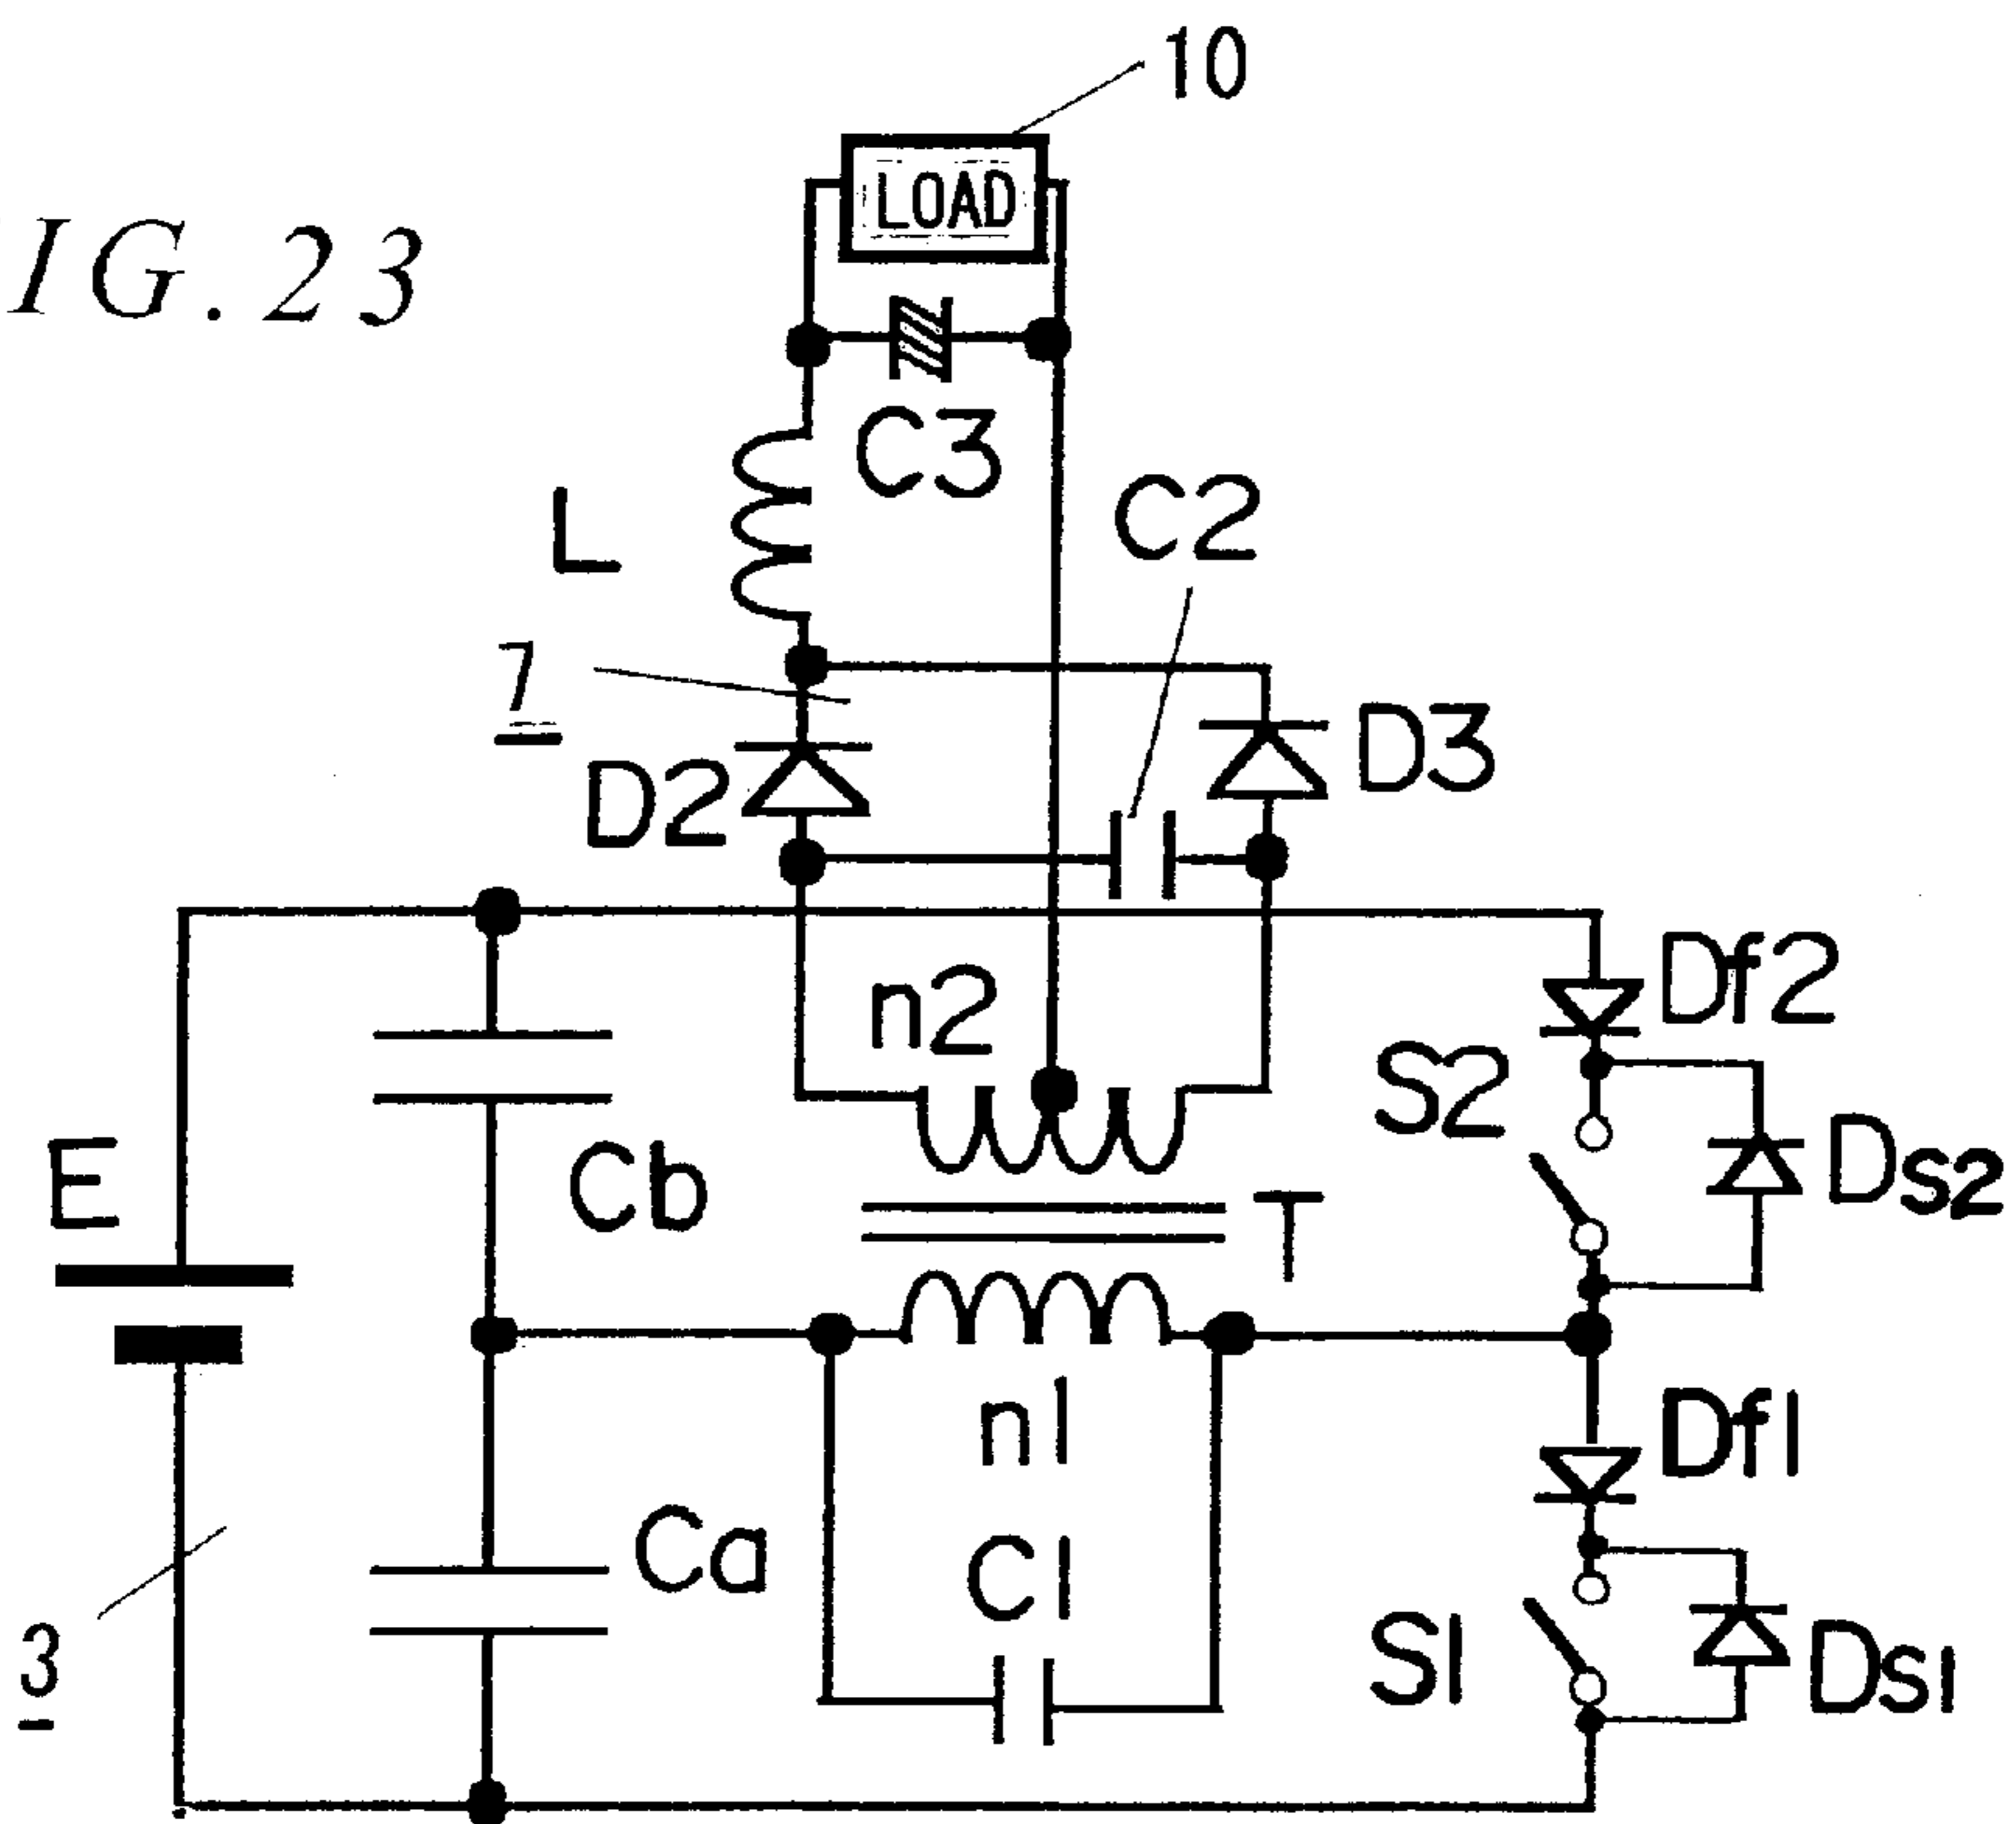 10
LOAD
IG.23
C3
C2
L
7
D3
D2
Df2
n2
S2
E
Cb
Ds2
T
n1
Df1
Ca
C1
S1
3
Ds1